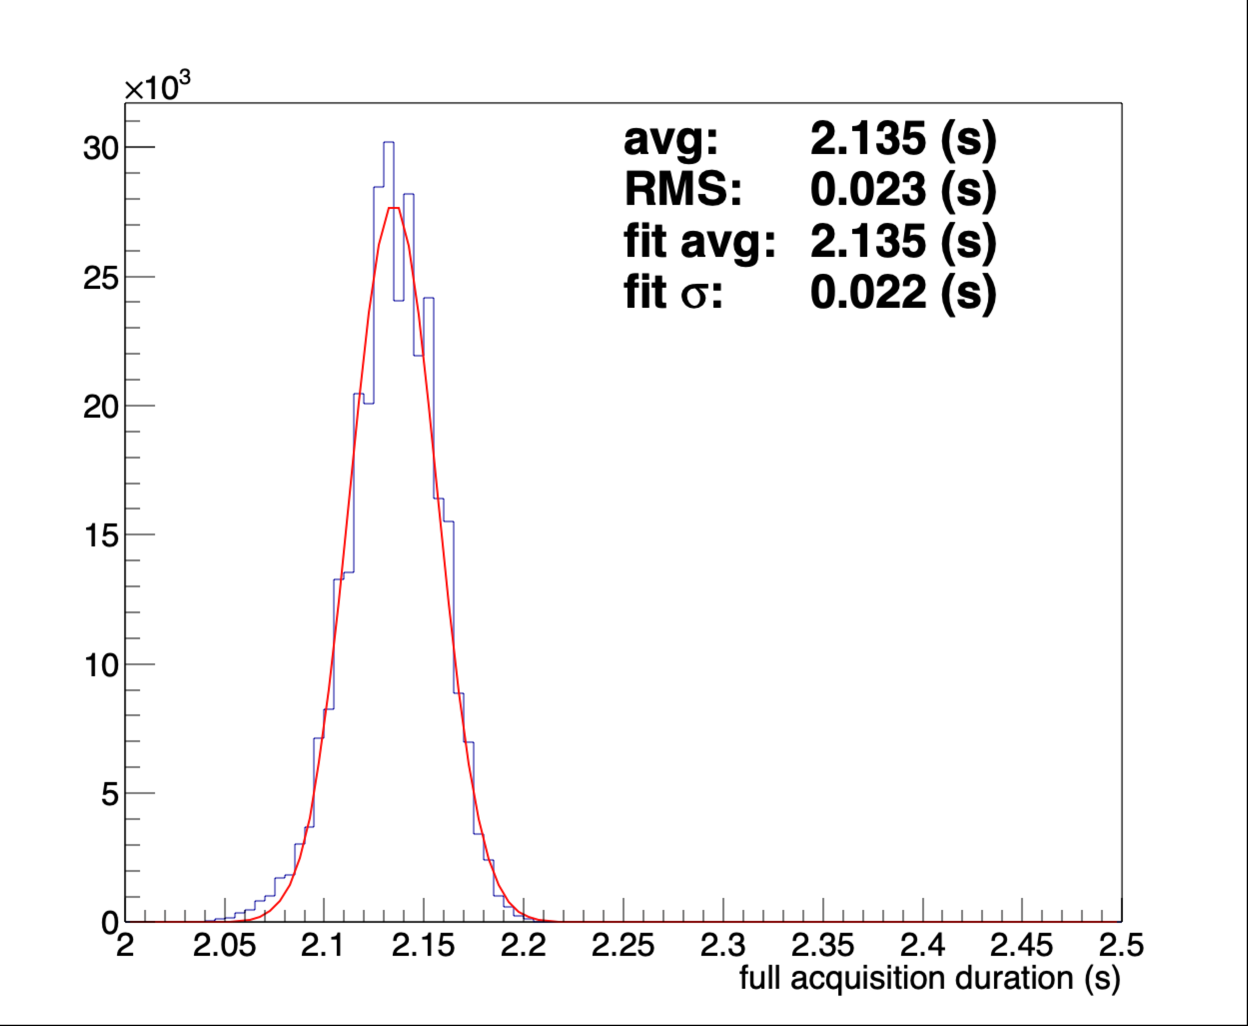 ×10³
avg: 2.135 (s)
RMS: 0.023 (s)
fit avg: 2.135 (s)
fit σ: 0.022 (s)
30
25
20
15
10
5
0
2 2.05 2.1 2.15 2.2 2.25 2.3 2.35 2.4 2.45 2.5
full acquisition duration (s)